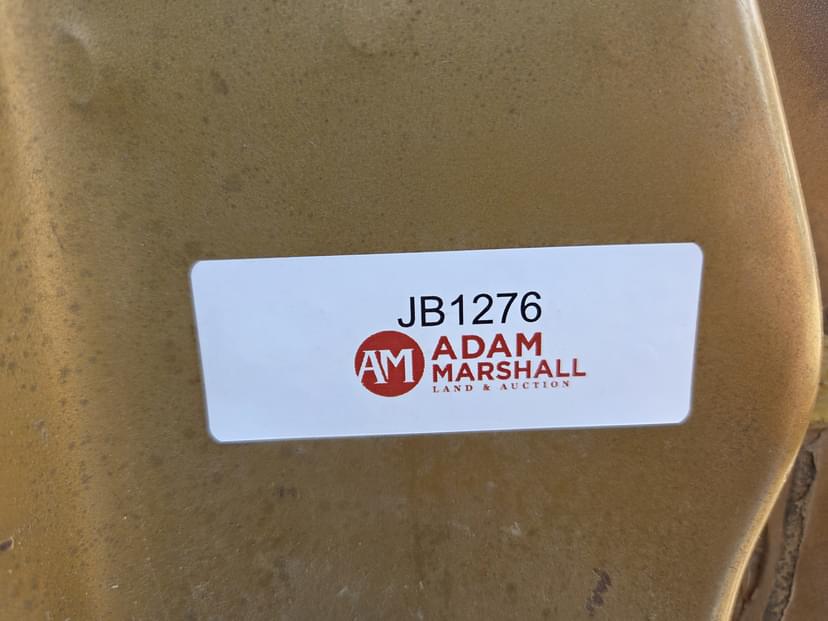 JB1276
AM
ADAM
MARSHALL
LAND & AUCTION